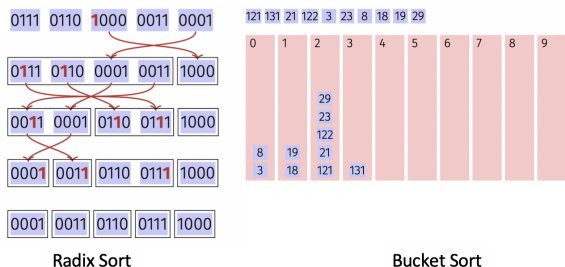 0111 0110 1000 0011 0001
0111 0110 0001 0011 1000
0011 0001 0110 0111 1000
0001 0011 0110 0111 1000
0001 0011 0110 0111 1000
Radix Sort
121 131 21 122 3 23 8 18 19 29
0 1 2 3 4 5 6 7 8 9
29
23
122
8 19 21
3 18 121 131
Bucket Sort